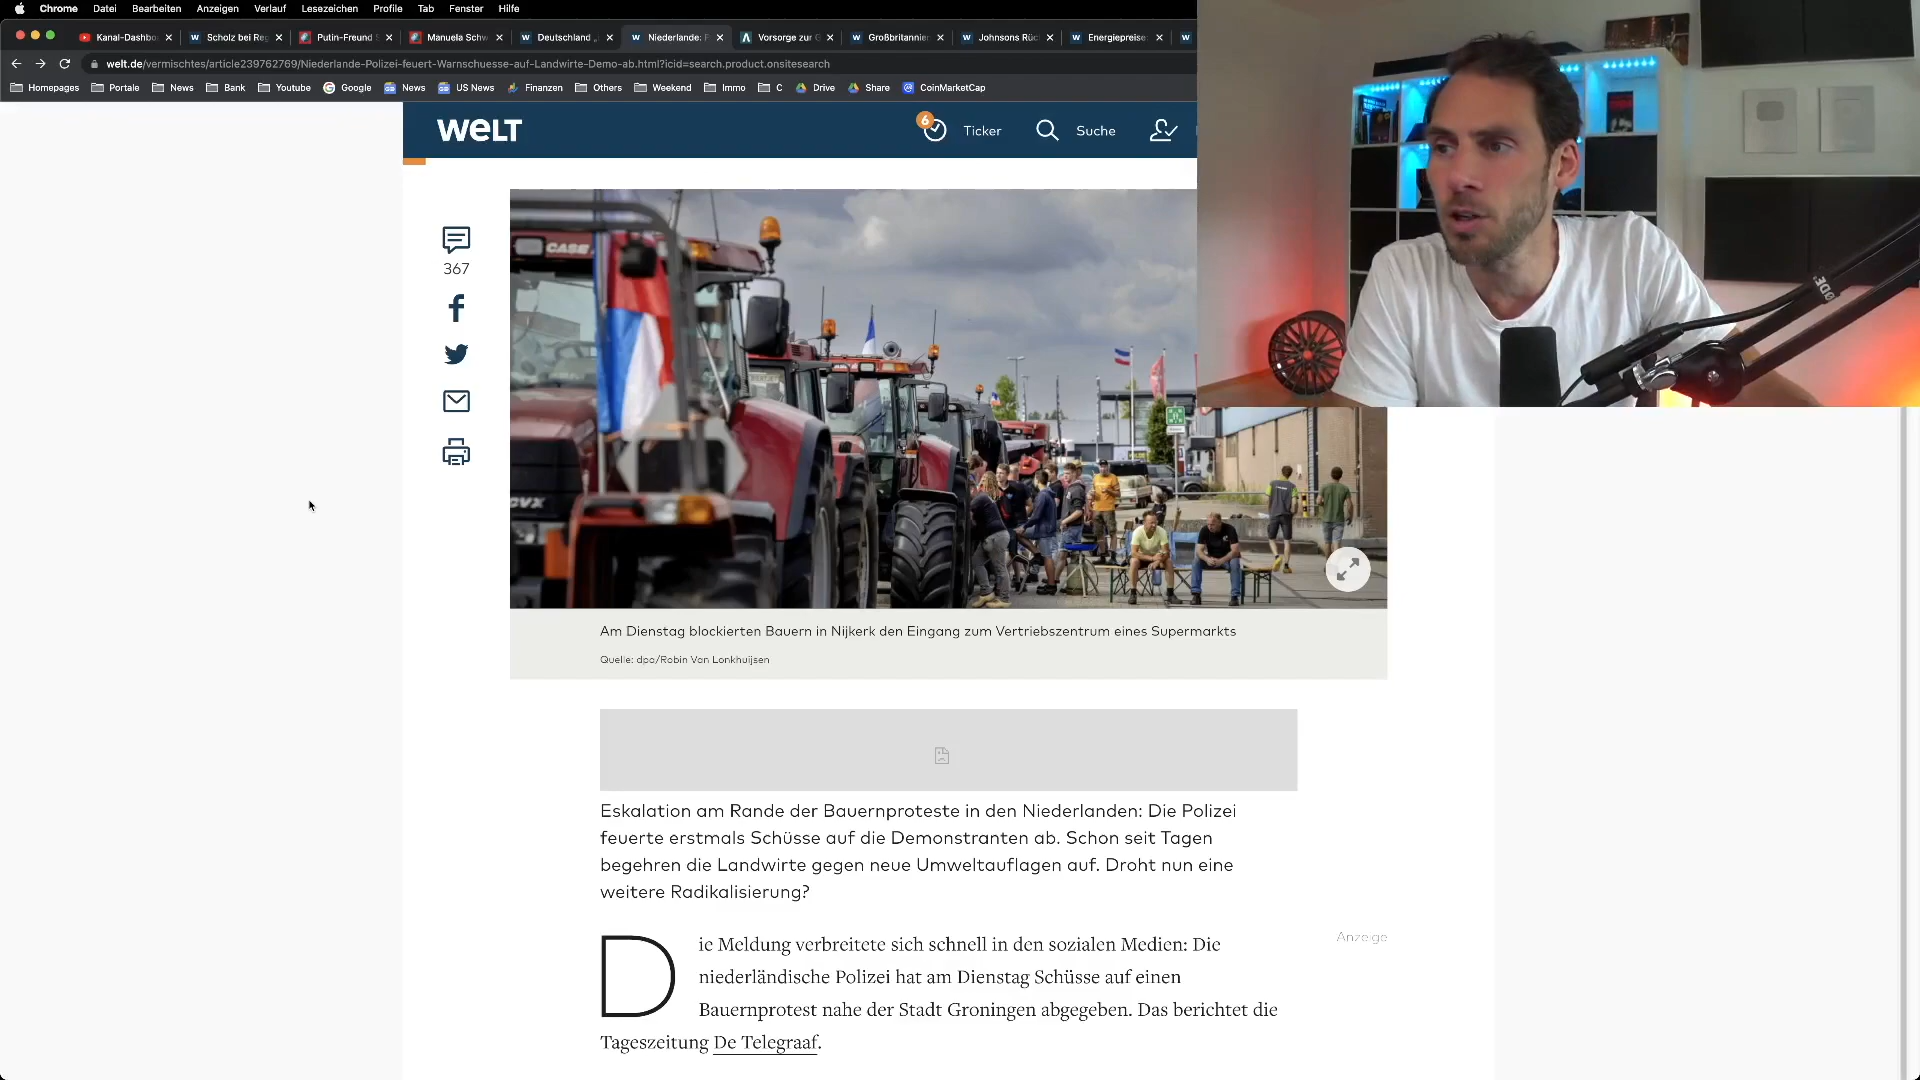 Chrome Datei Bearbeiten Anzeigen Verlauf Lesezeichen Profile Tab Fenster Hilfe
Kanal-Dashbo
Scholz bei Reg
Putin-Freund S
Manuela Schw
Deutschland „
Niederlande: P
Vorsorge zur G
Großbritannien
Johnsons Rüc
Energiepreise
welt.de/vermischtes/article239762769/Niederlande-Polizei-feuert-Warnschuesse-auf-Landwirte-Demo-ab.html?icid=search.product.onsitesearch
Homepages Portale News Bank Youtube Google News US News Finanzen Others Weekend Immo C Drive Share CoinMarketCap
WELT
6 Ticker Suche
367
CASE
CVX
RØDE
Am Dienstag blockierten Bauern in Nijkerk den Eingang zum Vertriebszentrum eines Supermarkts
Quelle: dpa/Robin Van Lonkhuijsen
Eskalation am Rande der Bauernproteste in den Niederlanden: Die Polizei
feuerte erstmals Schüsse auf die Demonstranten ab. Schon seit Tagen
begehren die Landwirte gegen neue Umweltauflagen auf. Droht nun eine
weitere Radikalisierung?
Die Meldung verbreitete sich schnell in den sozialen Medien: Die
niederländische Polizei hat am Dienstag Schüsse auf einen
Bauernprotest nahe der Stadt Groningen abgegeben. Das berichtet die
Tageszeitung De Telegraaf.
Anzeige